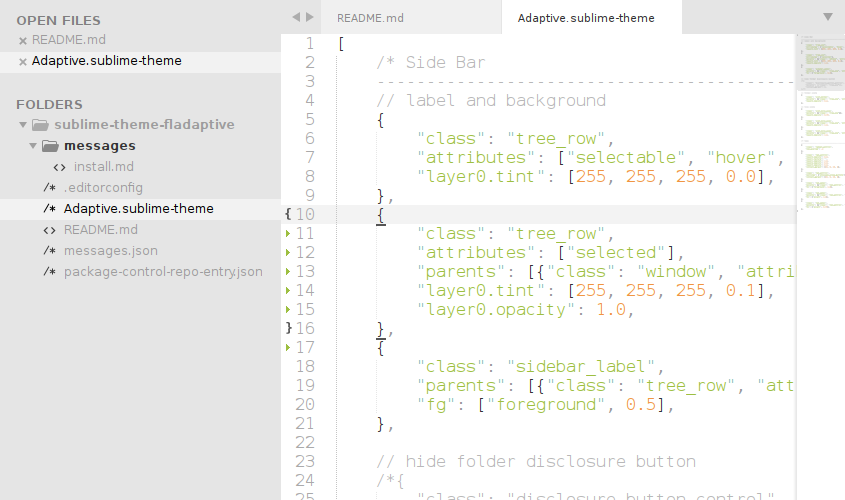 OPEN FILES
README.md
Adaptive.sublime-theme
FOLDERS
sublime-theme-fladaptive
messages
install.md
/* .editorconfig
/* Adaptive.sublime-theme
<> README.md
/* messages.json
/* package-control-repo-entry.json
README.md
Adaptive.sublime-theme
1 [
2 /* Side Bar
3 ------------------------------------------
4 // label and background
5 {
6 "class": "tree_row",
7 "attributes": ["selectable", "hover",
8 "layer0.tint": [255, 255, 255, 0.0],
9 },
{ 10 {
11 "class": "tree_row",
12 "attributes": ["selected"],
13 "parents": [{"class": "window", "attri
14 "layer0.tint": [255, 255, 255, 0.1],
15 "layer0.opacity": 1.0,
} 16 },
17 {
18 "class": "sidebar_label",
19 "parents": [{"class": "tree_row", "att
20 "fg": ["foreground", 0.5],
21 },
22
23 // hide folder disclosure button
24 /*{
25 "class": "disclosure_button_control",